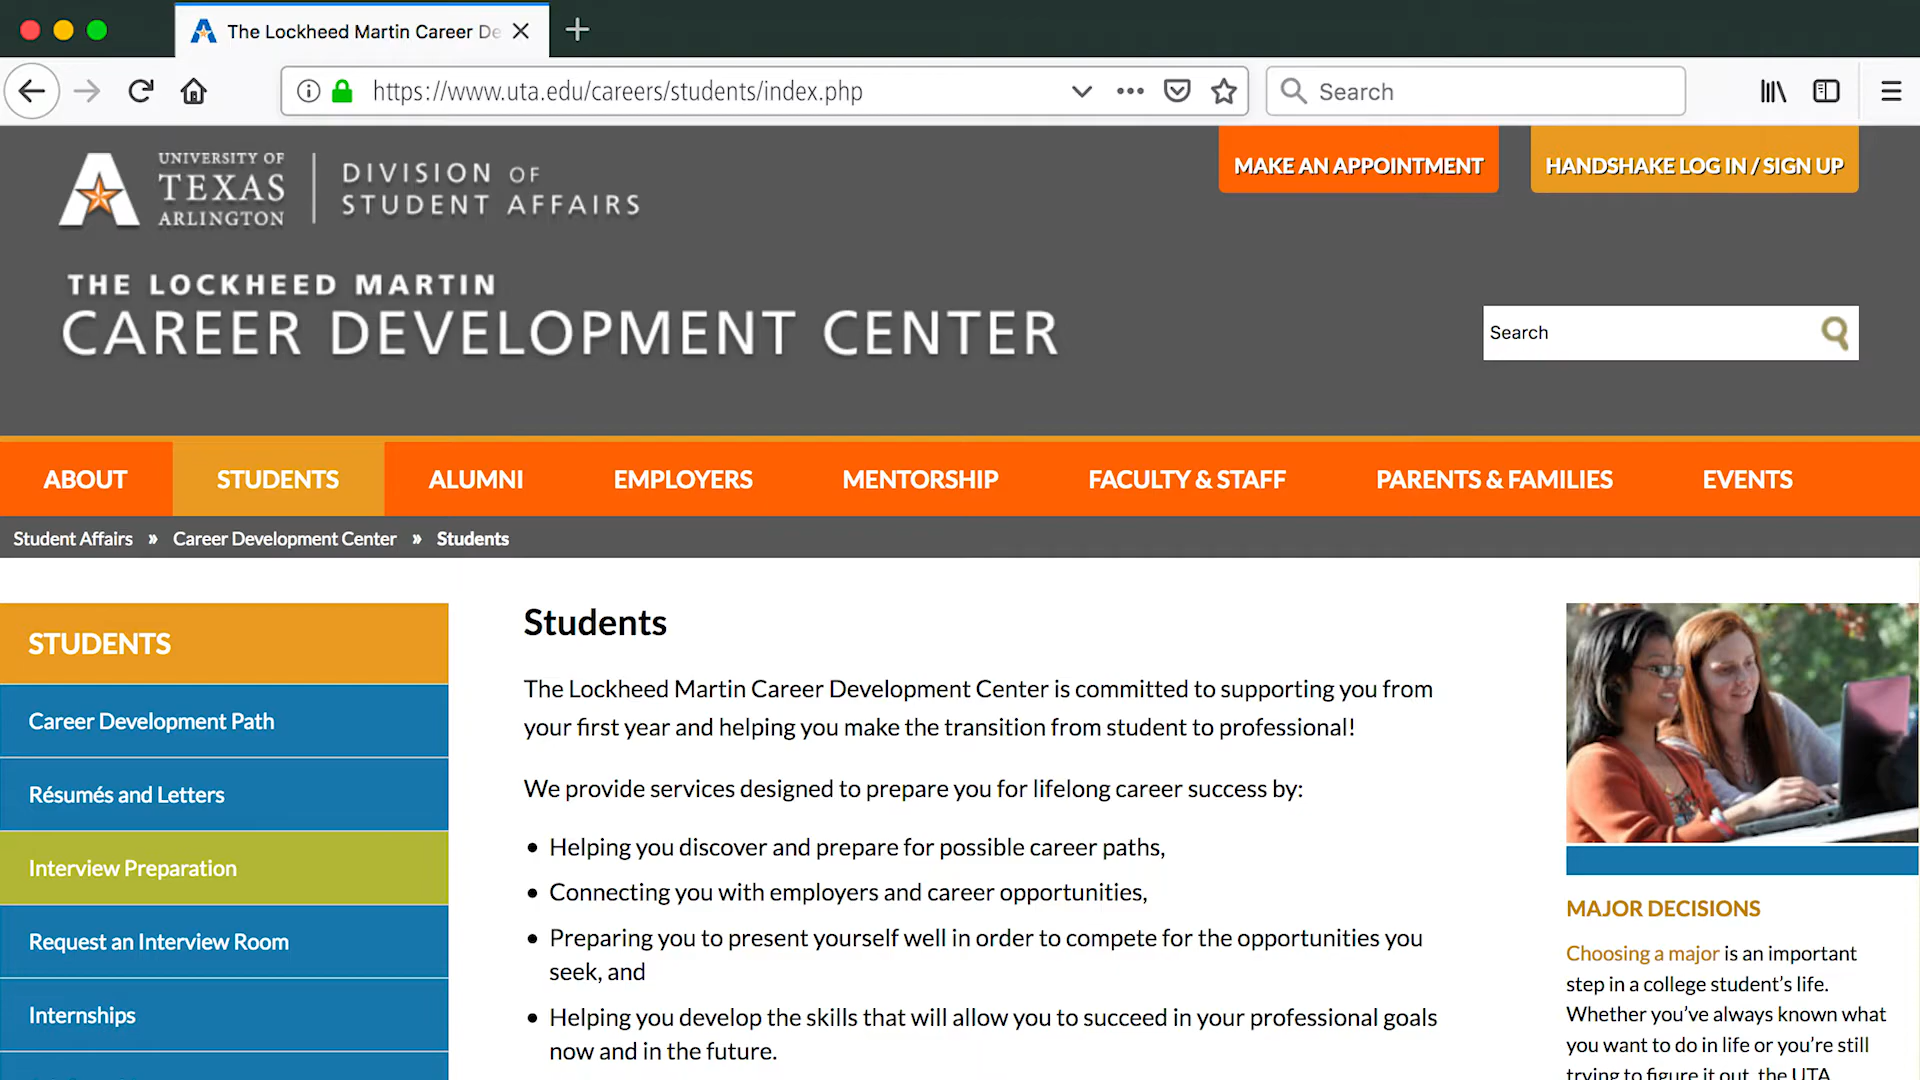 The Lockheed Martin Career De
https://www.uta.edu/careers/students/index.php
Search
UNIVERSITY OF
TEXAS
ARLINGTON
DIVISION OF
STUDENT AFFAIRS
MAKE AN APPOINTMENT
HANDSHAKE LOG IN / SIGN UP
THE LOCKHEED MARTIN
CAREER DEVELOPMENT CENTER
Search
ABOUT
STUDENTS
ALUMNI
EMPLOYERS
MENTORSHIP
FACULTY & STAFF
PARENTS & FAMILIES
EVENTS
Student Affairs » Career Development Center » Students
STUDENTS
Career Development Path
Résumés and Letters
Interview Preparation
Request an Interview Room
Internships
Students
The Lockheed Martin Career Development Center is committed to supporting you from
your first year and helping you make the transition from student to professional!
We provide services designed to prepare you for lifelong career success by:
• Helping you discover and prepare for possible career paths,
• Connecting you with employers and career opportunities,
• Preparing you to present yourself well in order to compete for the opportunities you
seek, and
• Helping you develop the skills that will allow you to succeed in your professional goals
now and in the future.
MAJOR DECISIONS
Choosing a major is an important
step in a college student's life.
Whether you've always known what
you want to do in life or you're still
trying to figure it out, the UTA